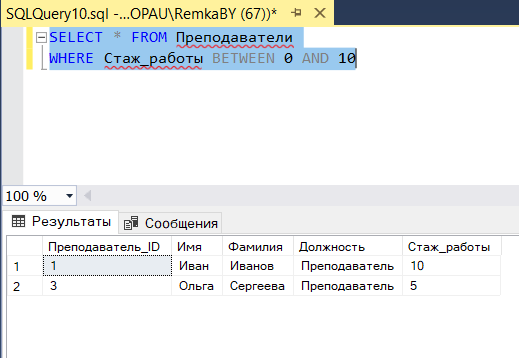 SQLQuery10.sql -...OPAU\RemkaBY (67))*
SELECT * FROM Преподаватели
WHERE Стаж_работы BETWEEN 0 AND 10
100 %
Результаты Сообщения
Преподаватель_ID Имя Фамилия Должность Стаж_работы
1 1 Иван Иванов Преподаватель 10
2 3 Ольга Сергеева Преподаватель 5